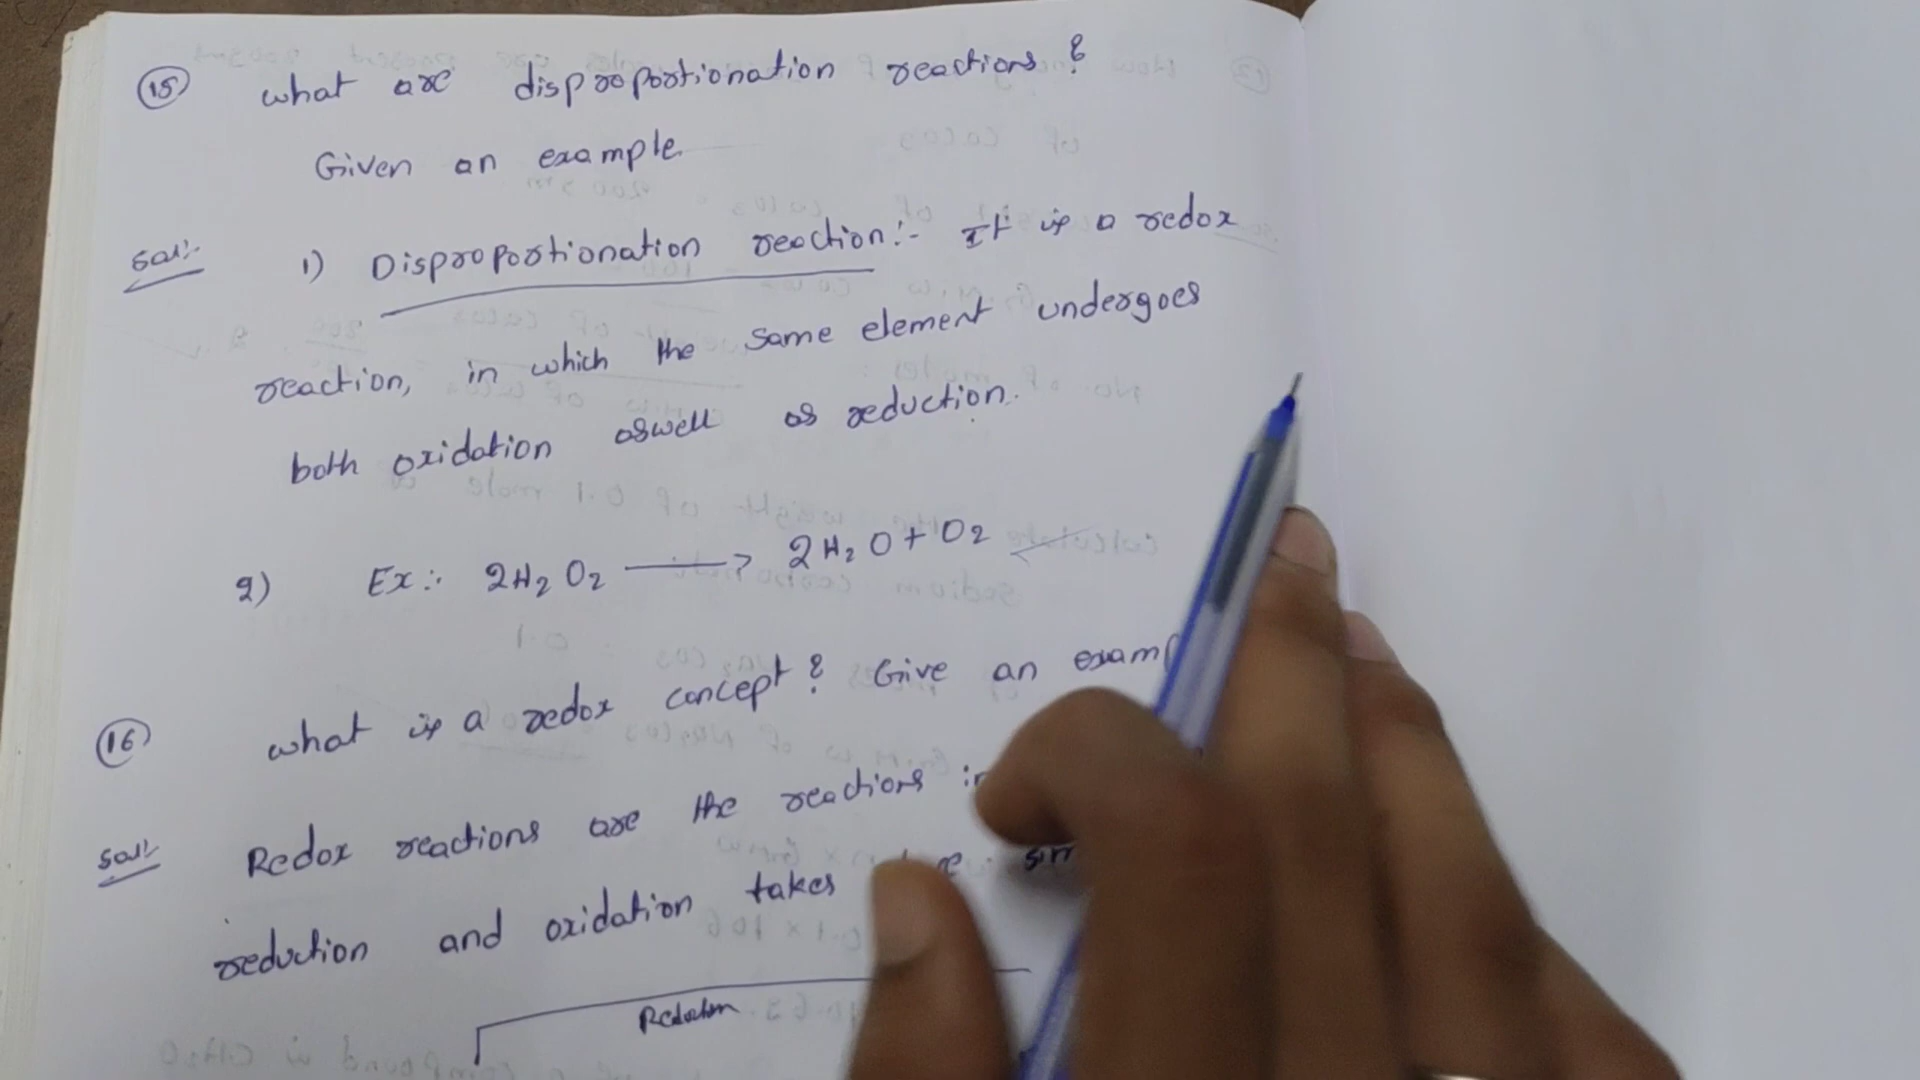 15 what are disproportionation reactions?
Given an example
Sol:- 1) Disproportionation reaction:- It is a redox
reaction, in which the same element undergoes
both oxidation aswell as reduction.
2) Ex:- 2H2O2 → 2H2O + O2
16 what is a redox concept? Give an exam
Sol:- Redox reactions are the reactions in
reduction and oxidation takes